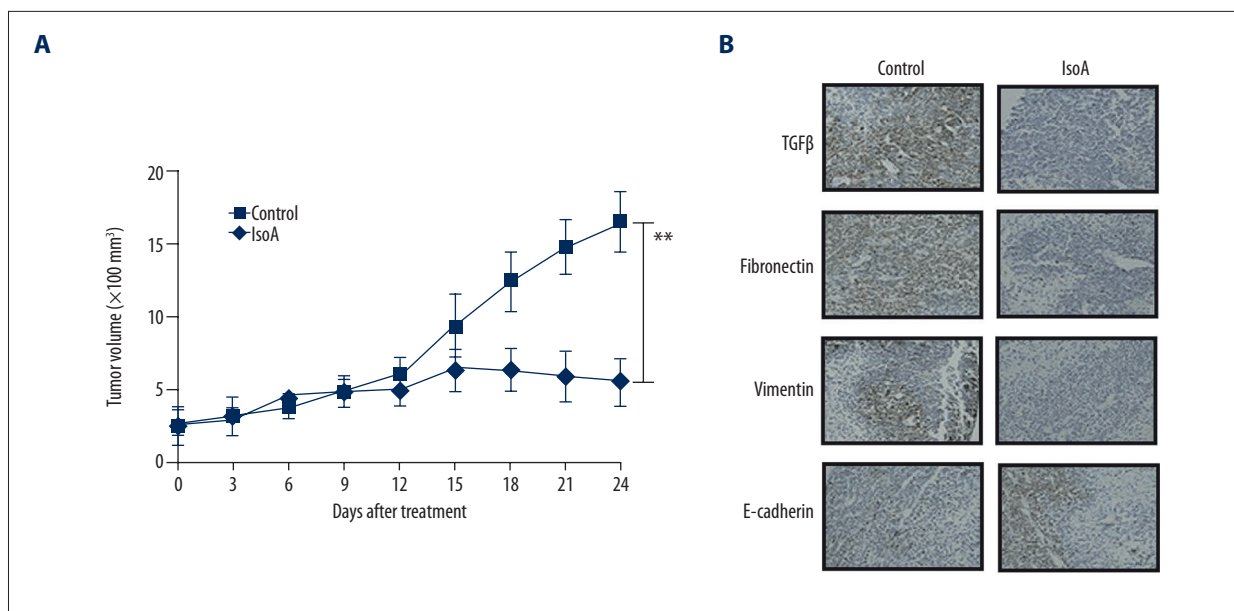 A
Tumor volume (×100 mm³)
20
15
10
5
0
Control
IsoA
**
0 3 6 9 12 15 18 21 24
Days after treatment
B
Control IsoA
TGFβ
Fibronectin
Vimentin
E-cadherin